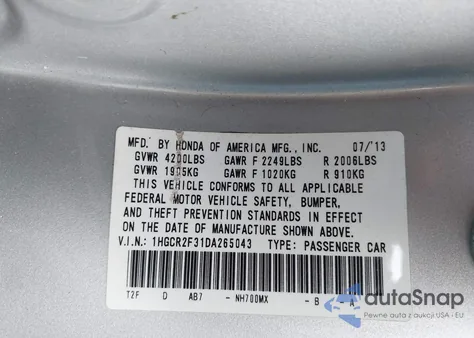 MFD. BY HONDA OF AMERICA MFG., INC. 07/13
GVWR 4200LBS GAWR F 2249LBS R 2006LBS
GVWR 1905KG GAWR F 1020KG R 910KG
THIS VEHICLE CONFORMS TO ALL APPLICABLE
FEDERAL MOTOR VEHICLE SAFETY, BUMPER,
AND THEFT PREVENTION STANDARDS IN EFFECT
ON THE DATE OF MANUFACTURE SHOWN ABOVE.
V.I.N.: 1HGCR2F31DA265043 TYPE: PASSENGER CAR
T2F D AB7 - NH700MX - B - A
autoSnap
Pewne auta z aukcji USA i EU